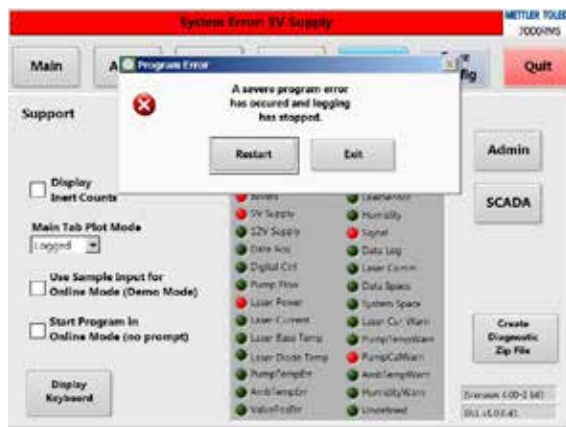 System Error: 5V Supply
METTLER TOLEDO
7000RMS
Main
Quit
Program Error
A severe program error
has occured and logging
has stopped.
Restart
Exit
Support
Admin
SCADA
Display
Inert Counts
Main Tab Plot Mode
Logged
Use Sample Input for
Online Mode (Demo Mode)
Start Program in
Online Mode (no prompt)
Display
Keyboard
5V Supply
Humidity
12V Supply
Signal
Data Acq
Data Log
Digital Ctrl
Laser Comm
Pump Flow
Data Space
Laser Power
System Space
Laser Current
Laser Cur Warn
Laser Base Temp
PumpTempWarn
Laser Diode Temp
PumpCalWarn
PumpTempErr
AmbTempWarn
AmbTempErr
HumidityWarn
ValvePosErr
Undefined
Create
Diagnostic
Zip File